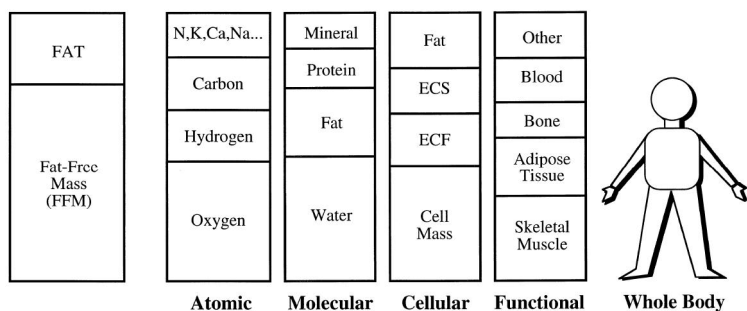 FAT
Fat-Free
Mass
(FFM)
N,K,Ca,Na...
Carbon
Hydrogen
Oxygen
Atomic
Mineral
Protein
Fat
Water
Molecular
Fat
ECS
ECF
Cell
Mass
Cellular
Other
Blood
Bone
Adipose
Tissue
Skeletal
Muscle
Functional
Whole Body